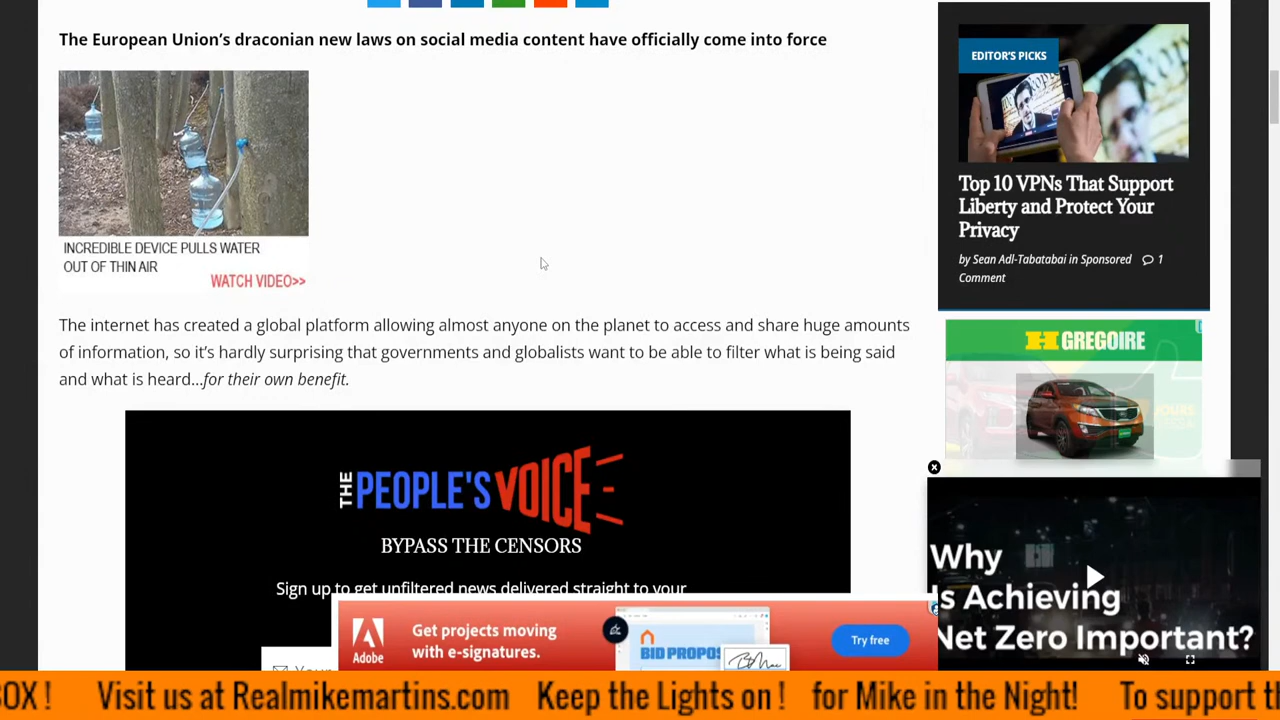 The European Union's draconian new laws on social media content have officially come into force
INCREDIBLE DEVICE PULLS WATER
OUT OF THIN AIR
WATCH VIDEO>>
The internet has created a global platform allowing almost anyone on the planet to access and share huge amounts
of information, so it's hardly surprising that governments and globalists want to be able to filter what is being said
and what is heard…for their own benefit.
THE PEOPLE'S VOICE
BYPASS THE CENSORS
Sign up to get unfiltered news delivered straight to your
EDITOR'S PICKS
Top 10 VPNs That Support
Liberty and Protect Your
Privacy
by Sean Adl-Tabatabai in Sponsored 1
Comment
H GREGOIRE
Why
Is Achieving
Net Zero Important?
Adobe
Get projects moving
with e-signatures.
BID PROPOS
Try free
BOX ! Visit us at Realmikemartins.com Keep the Lights on ! for Mike in the Night! To support th